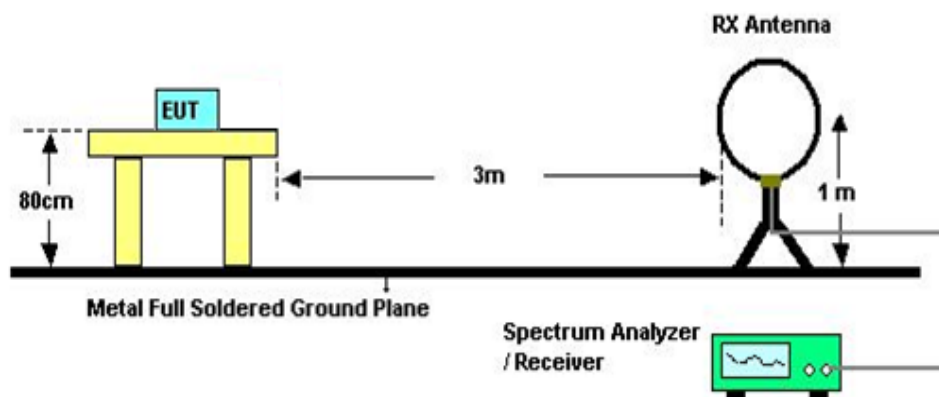 RX Antenna
EUT
80cm
3m
1 m
Metal Full Soldered Ground Plane
Spectrum Analyzer
/ Receiver